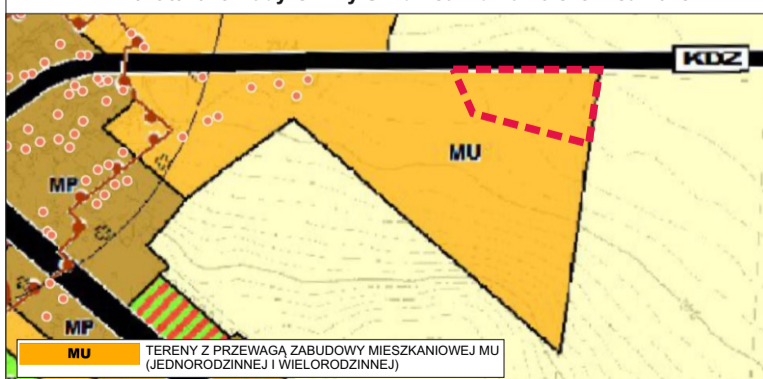 KDZ
MU
MP
MP
MU TERENY Z PRZEWAGĄ ZABUDOWY MIESZKANIOWEJ MU
(JEDNORODZINNEJ I WIELORODZINNEJ)